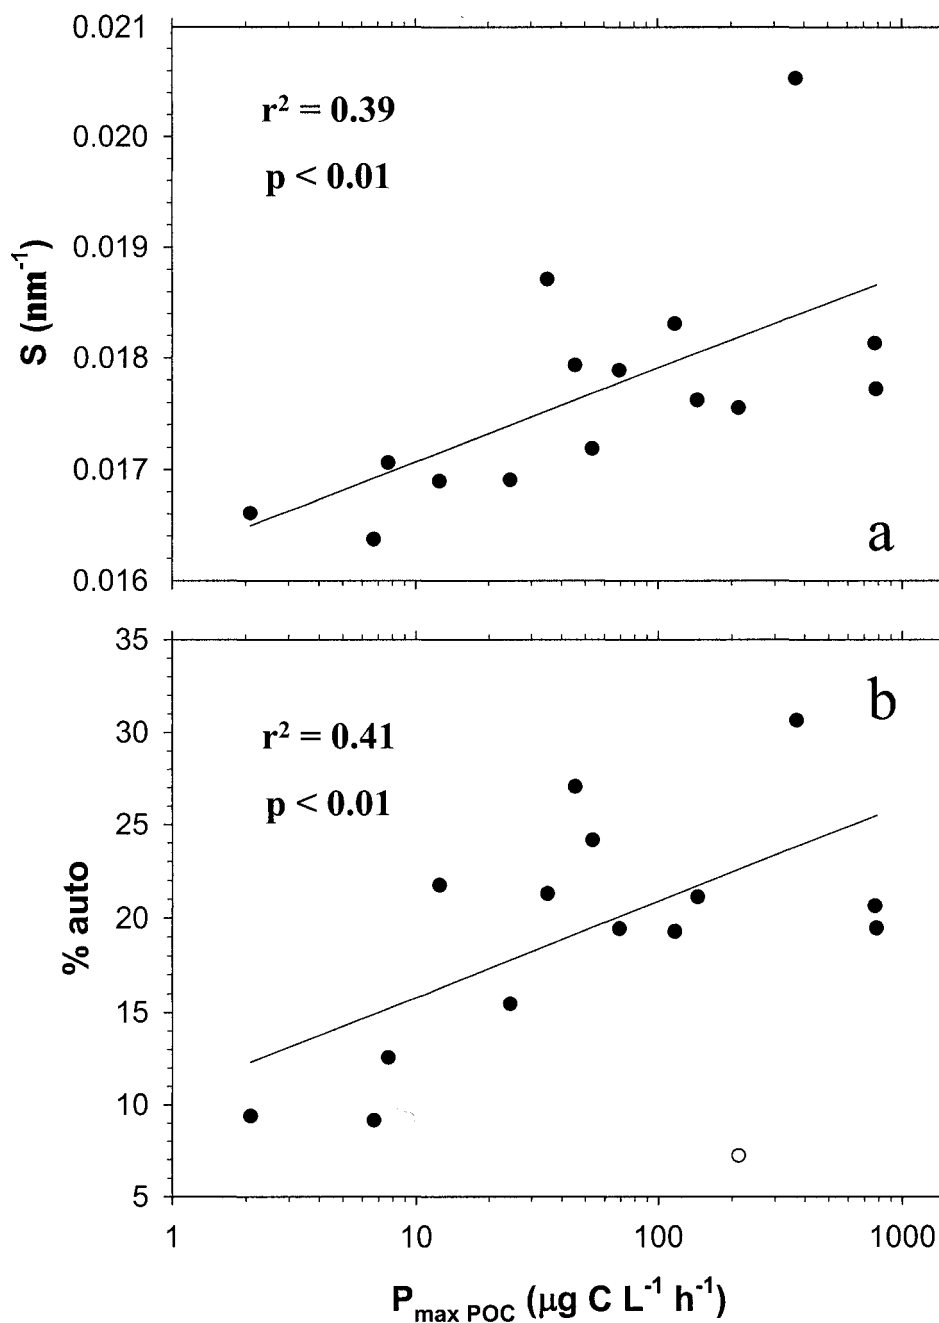 0.021
r² = 0.39
0.020
p < 0.01
0.019
S (nm⁻¹)
0.018
0.017
a
0.016
35
b
30
r² = 0.41
p < 0.01
25
% auto
20
15
10
5
1 10 100 1000
P max POC (μg C L⁻¹ h⁻¹)